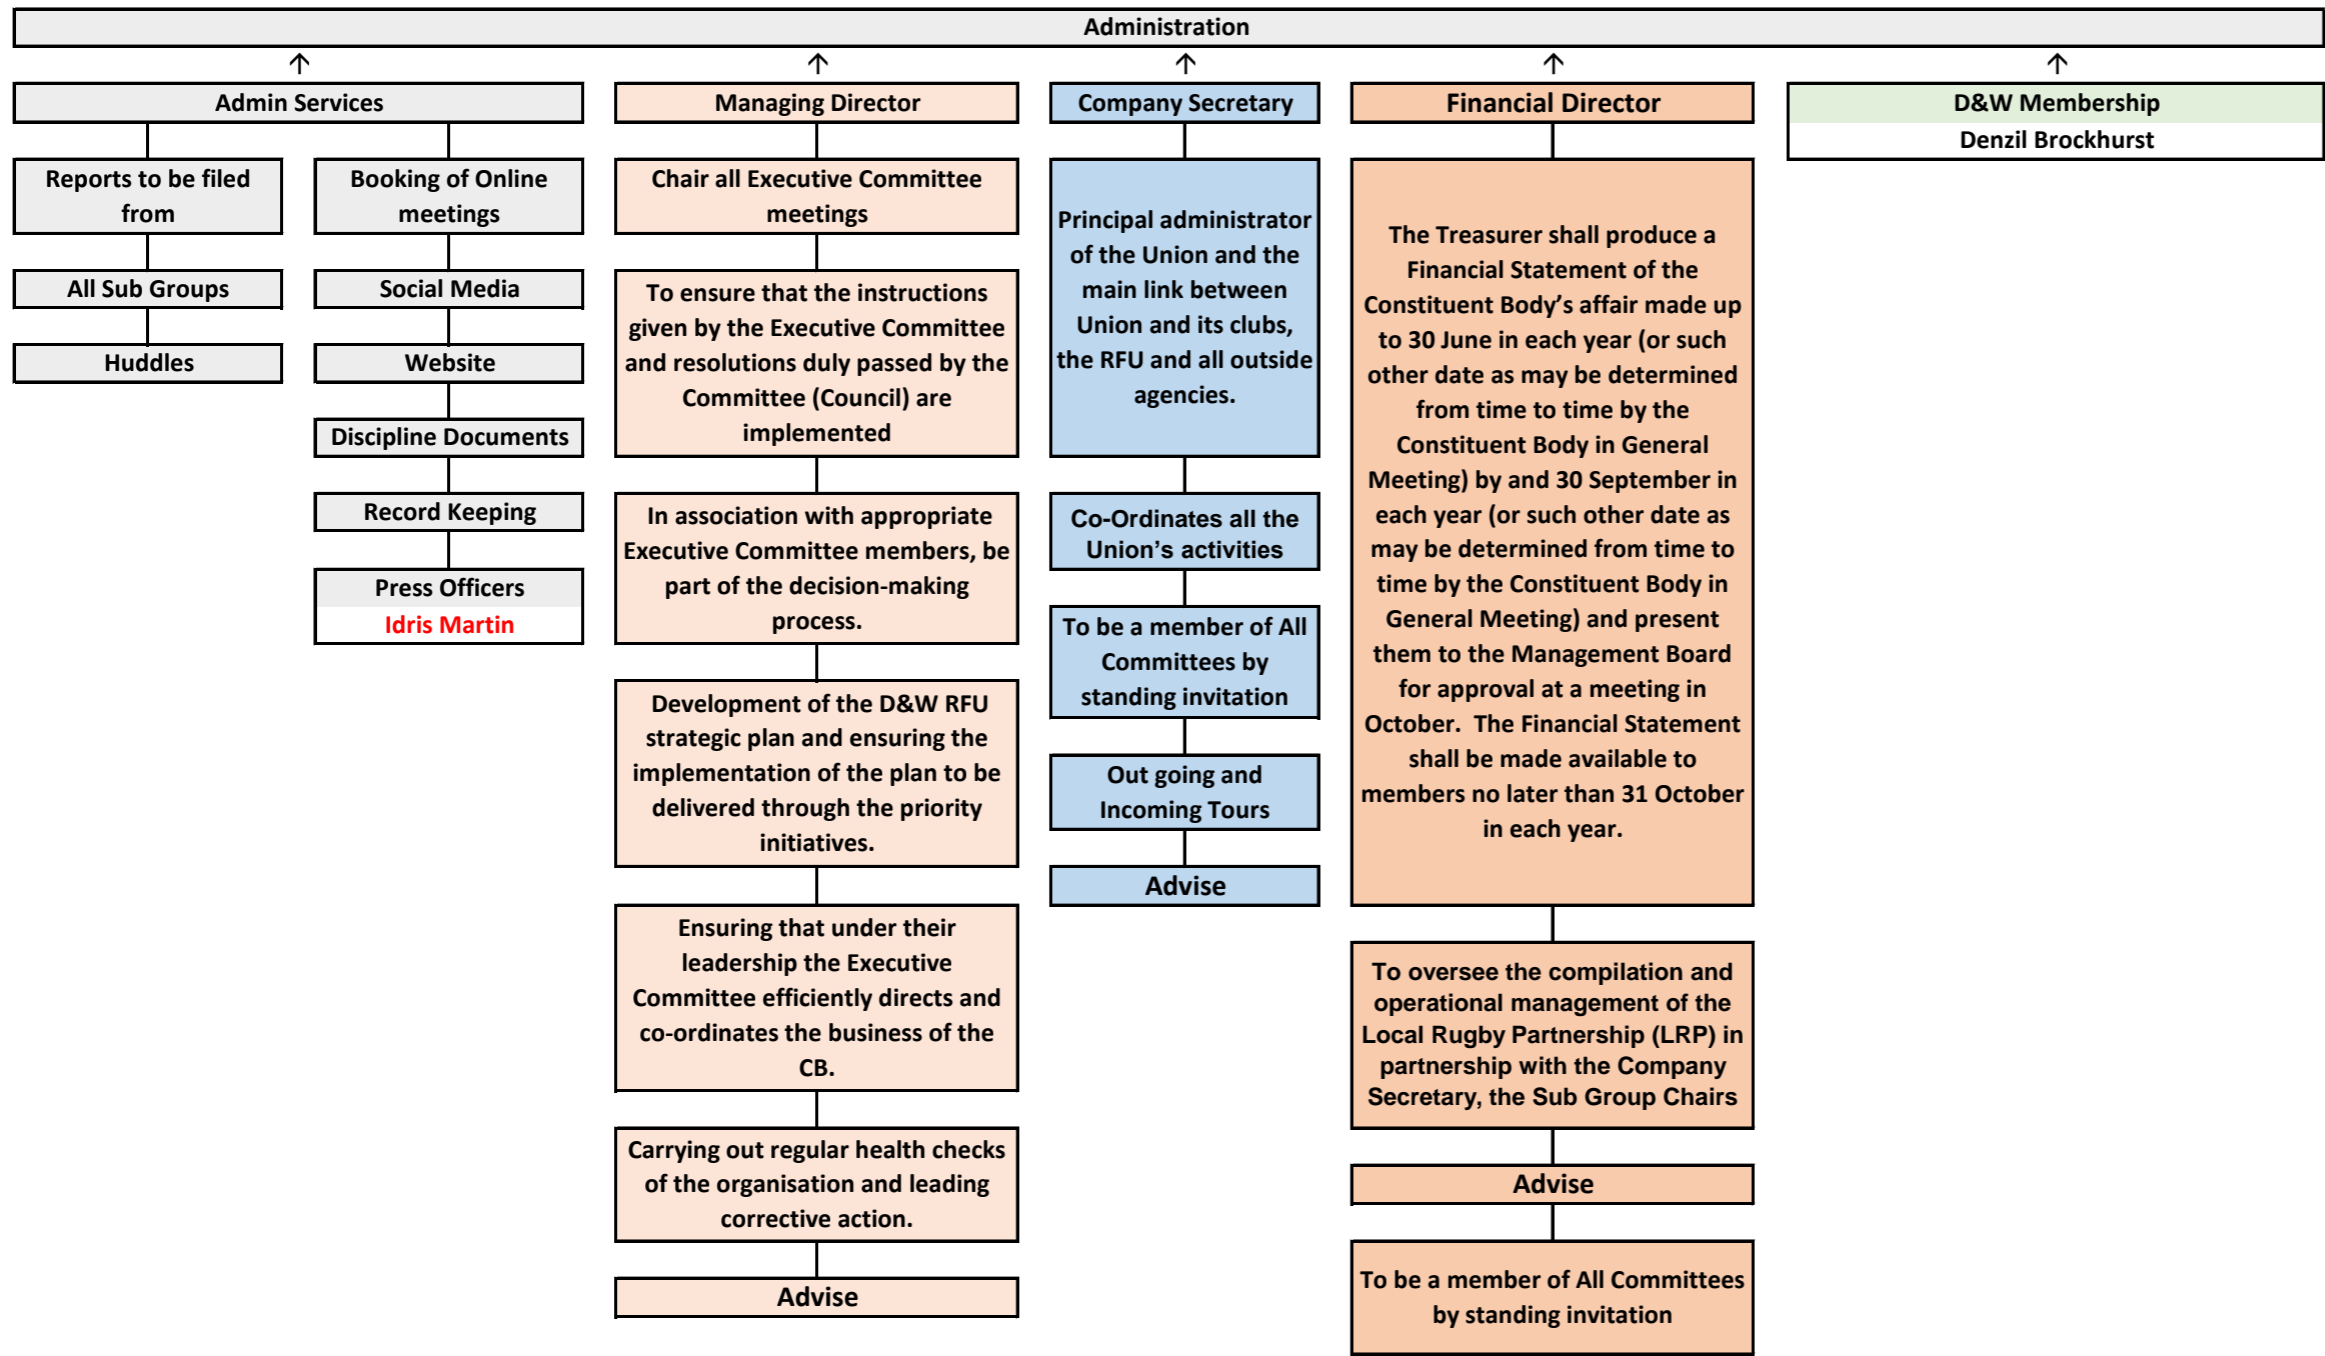 Administration
↑ ↑ ↑ ↑ ↑
Admin Services
Reports to be filed
from
All Sub Groups
Huddles
Booking of Online
meetings
Social Media
Website
Discipline Documents
Record Keeping
Press Officers
Idris Martin
Managing Director
Chair all Executive Committee
meetings
To ensure that the instructions
given by the Executive Committee
and resolutions duly passed by the
Committee (Council) are
implemented
In association with appropriate
Executive Committee members, be
part of the decision-making
process.
Development of the D&W RFU
strategic plan and ensuring the
implementation of the plan to be
delivered through the priority
initiatives.
Ensuring that under their
leadership the Executive
Committee efficiently directs and
co-ordinates the business of the
CB.
Carrying out regular health checks
of the organisation and leading
corrective action.
Advise
Company Secretary
Principal administrator
of the Union and the
main link between
Union and its clubs,
the RFU and all outside
agencies.
Co-Ordinates all the
Union’s activities
To be a member of All
Committees by
standing invitation
Out going and
Incoming Tours
Advise
Financial Director
The Treasurer shall produce a
Financial Statement of the
Constituent Body’s affair made up
to 30 June in each year (or such
other date as may be determined
from time to time by the
Constituent Body in General
Meeting) by and 30 September in
each year (or such other date as
may be determined from time to
time by the Constituent Body in
General Meeting) and present
them to the Management Board
for approval at a meeting in
October.  The Financial Statement
shall be made available to
members no later than 31 October
in each year.
To oversee the compilation and
operational management of the
Local Rugby Partnership (LRP) in
partnership with the Company
Secretary, the Sub Group Chairs
Advise
To be a member of All Committees
by standing invitation
D&W Membership
Denzil Brockhurst